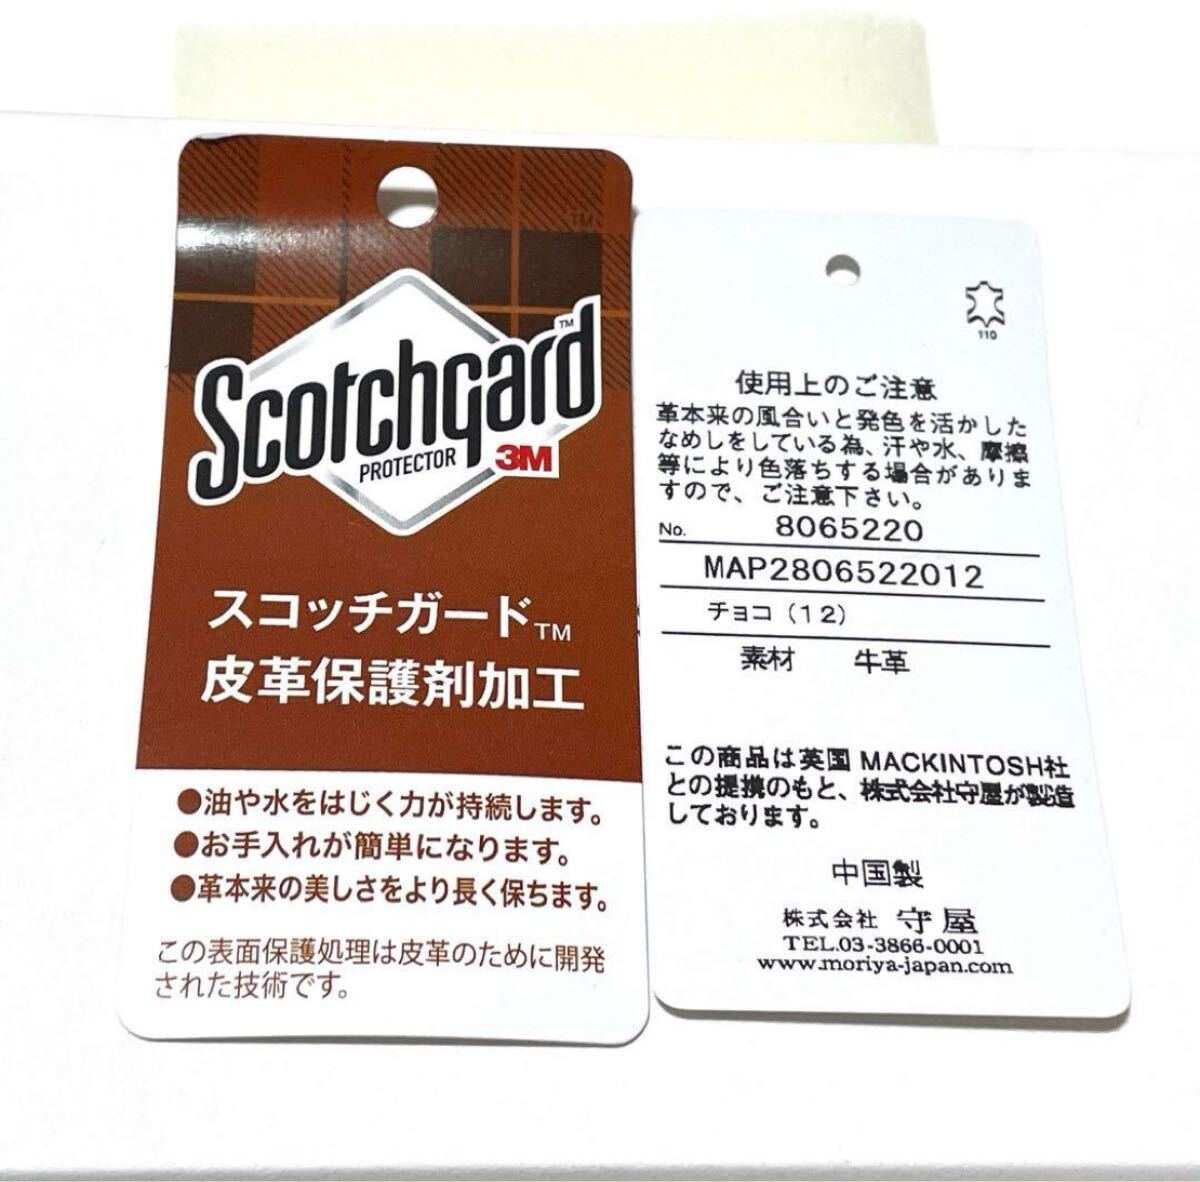 TM
Scotchgard™
PROTECTOR 3M
スコッチガード™
皮革保護剤加工
●油や水をはじく力が持続します。
●お手入れが簡単になります。
●革本来の美しさをより長く保ちます。
この表面保護処理は皮革のために開発
された技術です。
110
使用上のご注意
革本来の風合いと発色を活かした
なめしをしている為、汗や水、摩擦
等により色落ちする場合がありま
すので、ご注意下さい。
No. 8065220
MAP2806522012
チョコ(12)
素材 牛革
この商品は英国 MACKINTOSH社
との提携のもと、株式会社守屋が製造
しております。
中国製
株式会社 守屋
TEL.03-3866-0001
www.moriya-japan.com